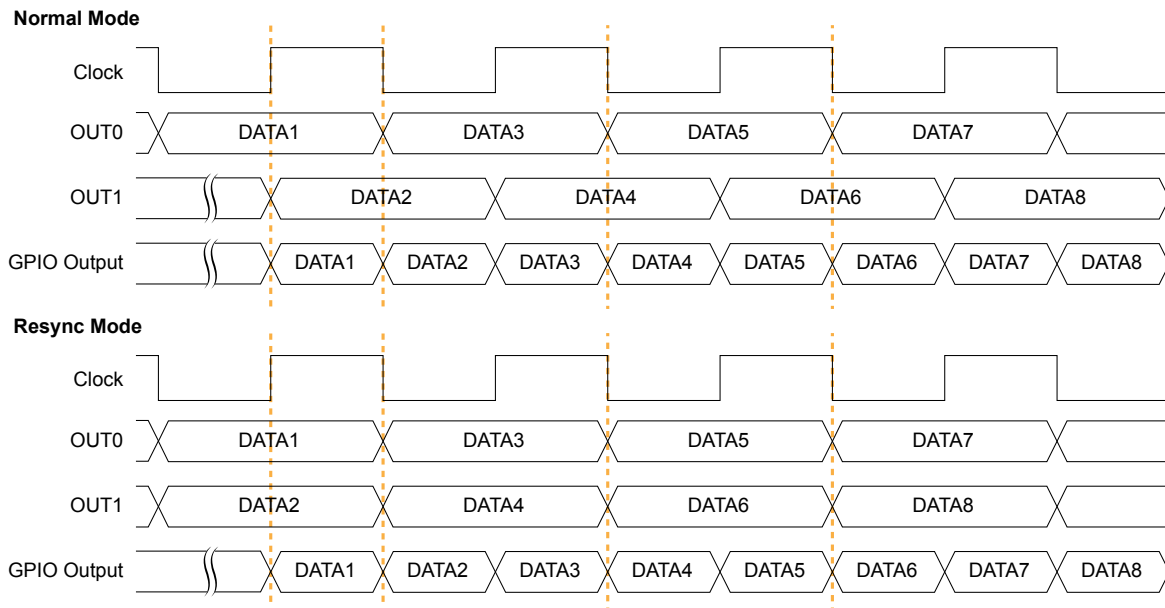 Normal Mode
Clock
OUT0 DATA1 DATA3 DATA5 DATA7
OUT1 DATA2 DATA4 DATA6 DATA8
GPIO Output DATA1 DATA2 DATA3 DATA4 DATA5 DATA6 DATA7 DATA8
Resync Mode
Clock
OUT0 DATA1 DATA3 DATA5 DATA7
OUT1 DATA2 DATA4 DATA6 DATA8
GPIO Output DATA1 DATA2 DATA3 DATA4 DATA5 DATA6 DATA7 DATA8